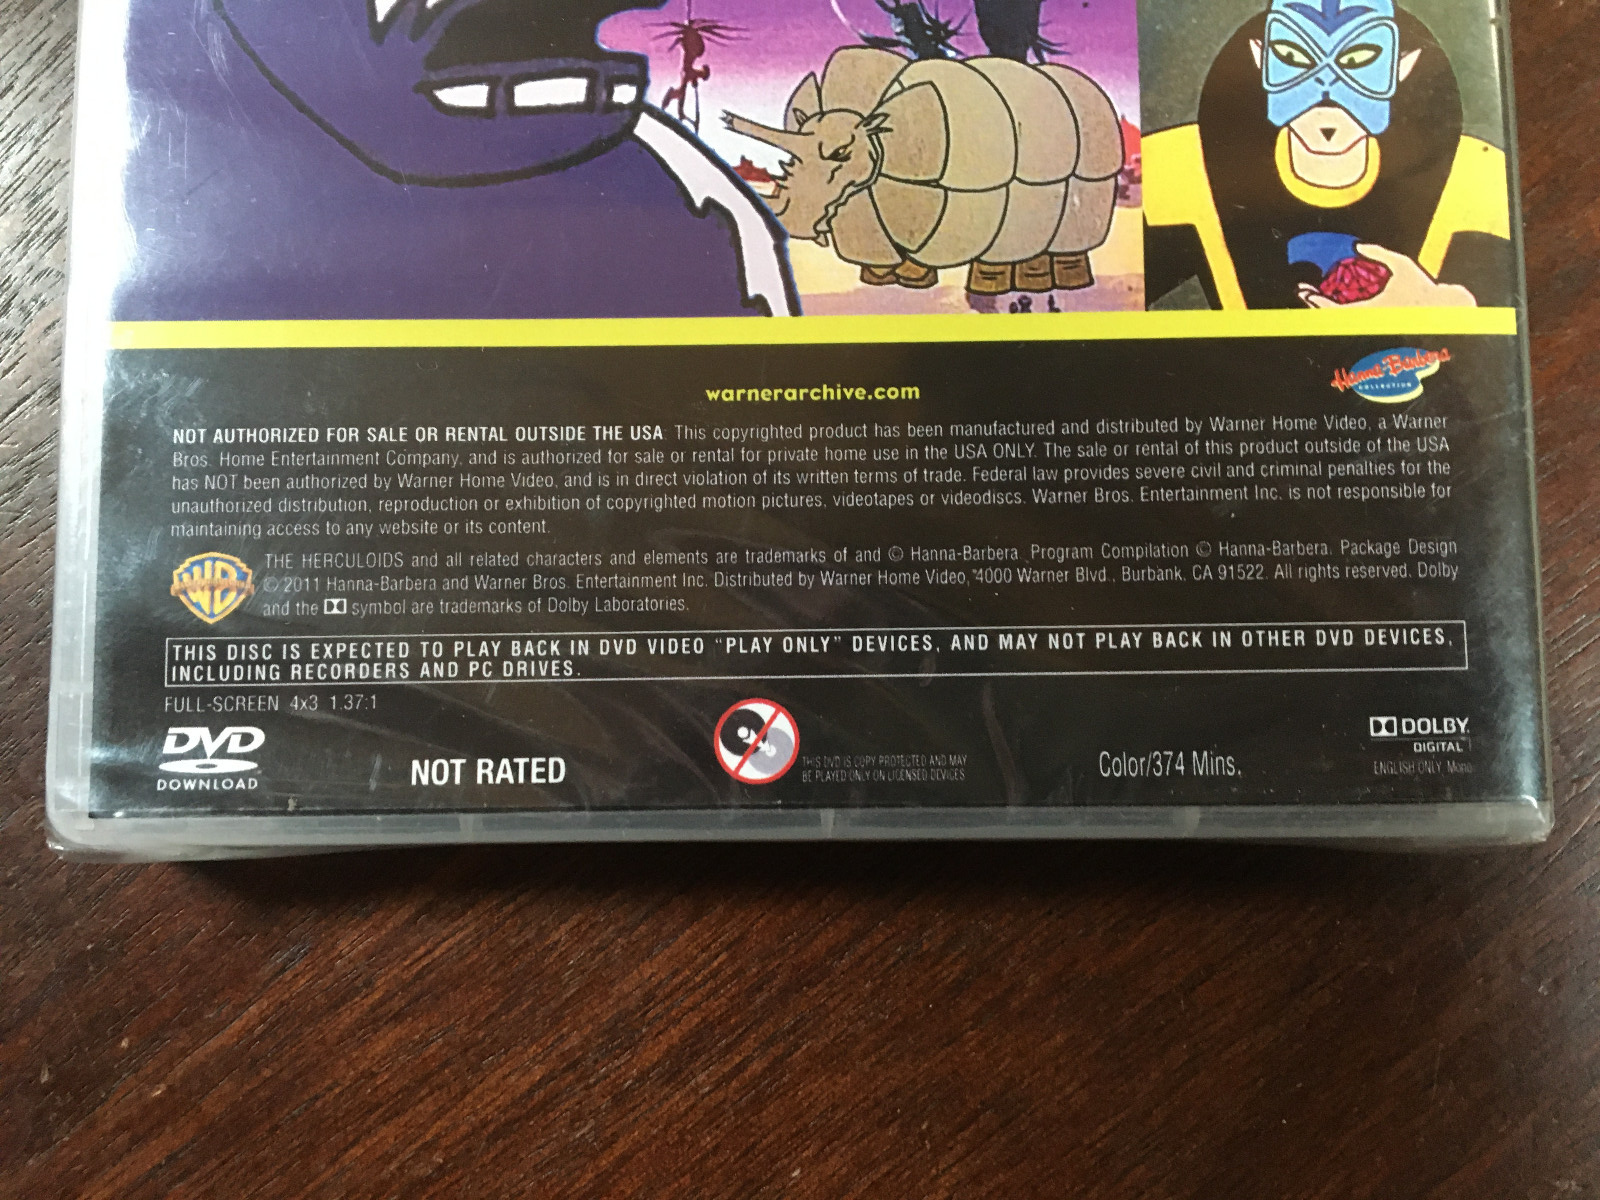 Hanna-Barbera
COLLECTION
warnerarchive.com
NOT AUTHORIZED FOR SALE OR RENTAL OUTSIDE THE USA This copyrighted product has been manufactured and distributed by Warner Home Video, a Warner
Bros. Home Entertainment Company, and is authorized for sale or rental for private home use in the USA ONLY. The sale or rental of this product outside of the USA
has NOT been authorized by Warner Home Video, and is in direct violation of its written terms of trade. Federal law provides severe civil and criminal penalties for the
unauthorized distribution, reproduction or exhibition of copyrighted motion pictures, videotapes or videodiscs. Warner Bros. Entertainment Inc. is not responsible for
maintaining access to any website or its content.
WB
THE HERCULOIDS and all related characters and elements are trademarks of and © Hanna-Barbera. Program Compilation © Hanna-Barbera. Package Design
© 2011 Hanna-Barbera and Warner Bros. Entertainment Inc. Distributed by Warner Home Video, 4000 Warner Blvd., Burbank, CA 91522. All rights reserved. Dolby
and the symbol are trademarks of Dolby Laboratories.
THIS DISC IS EXPECTED TO PLAY BACK IN DVD VIDEO “PLAY ONLY” DEVICES, AND MAY NOT PLAY BACK IN OTHER DVD DEVICES,
INCLUDING RECORDERS AND PC DRIVES.
FULL-SCREEN 4x3 1.37:1
DVD
DOWNLOAD
NOT RATED
THIS DVD IS COPY PROTECTED AND MAY
BE PLAYED ONLY ON LICENSED DEVICES
Color/374 Mins.
DOLBY
DIGITAL
ENGLISH ONLY Mono